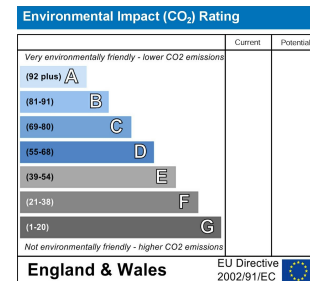 Environmental Impact (CO₂) Rating
Current Potential
Very environmentally friendly - lower CO2 emissions
(92 plus) A
(81-91) B
(69-80) C
(55-68) D
(39-54) E
(21-38) F
(1-20) G
Not environmentally friendly - higher CO2 emissions
England & Wales
EU Directive
2002/91/EC